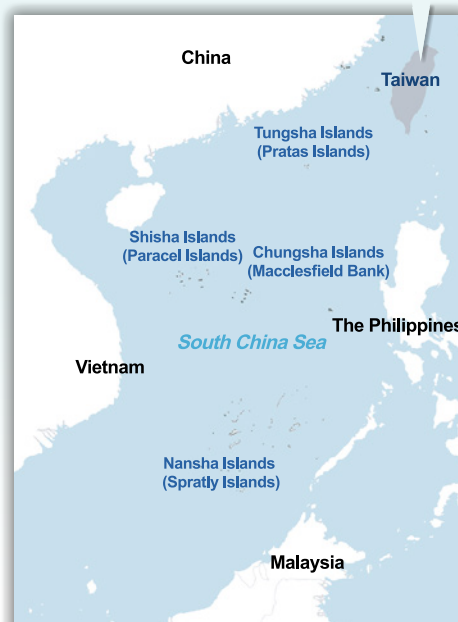 China
Taiwan
Tungsha Islands
(Pratas Islands)
Shisha Islands
(Paracel Islands)
Chungsha Islands
(Macclesfield Bank)
The Philippines
South China Sea
Vietnam
Nansha Islands
(Spratly Islands)
Malaysia